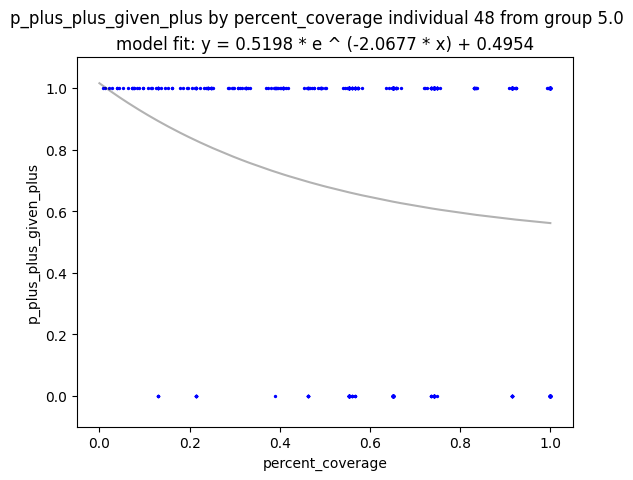 p_plus_plus_given_plus by percent_coverage individual 48 from group 5.0
model fit: y = 0.5198 * e ^ (-2.0677 * x) + 0.4954
1.0
0.8
0.6
0.4
0.2
0.0
p_plus_plus_given_plus
0.0 0.2 0.4 0.6 0.8 1.0
percent_coverage